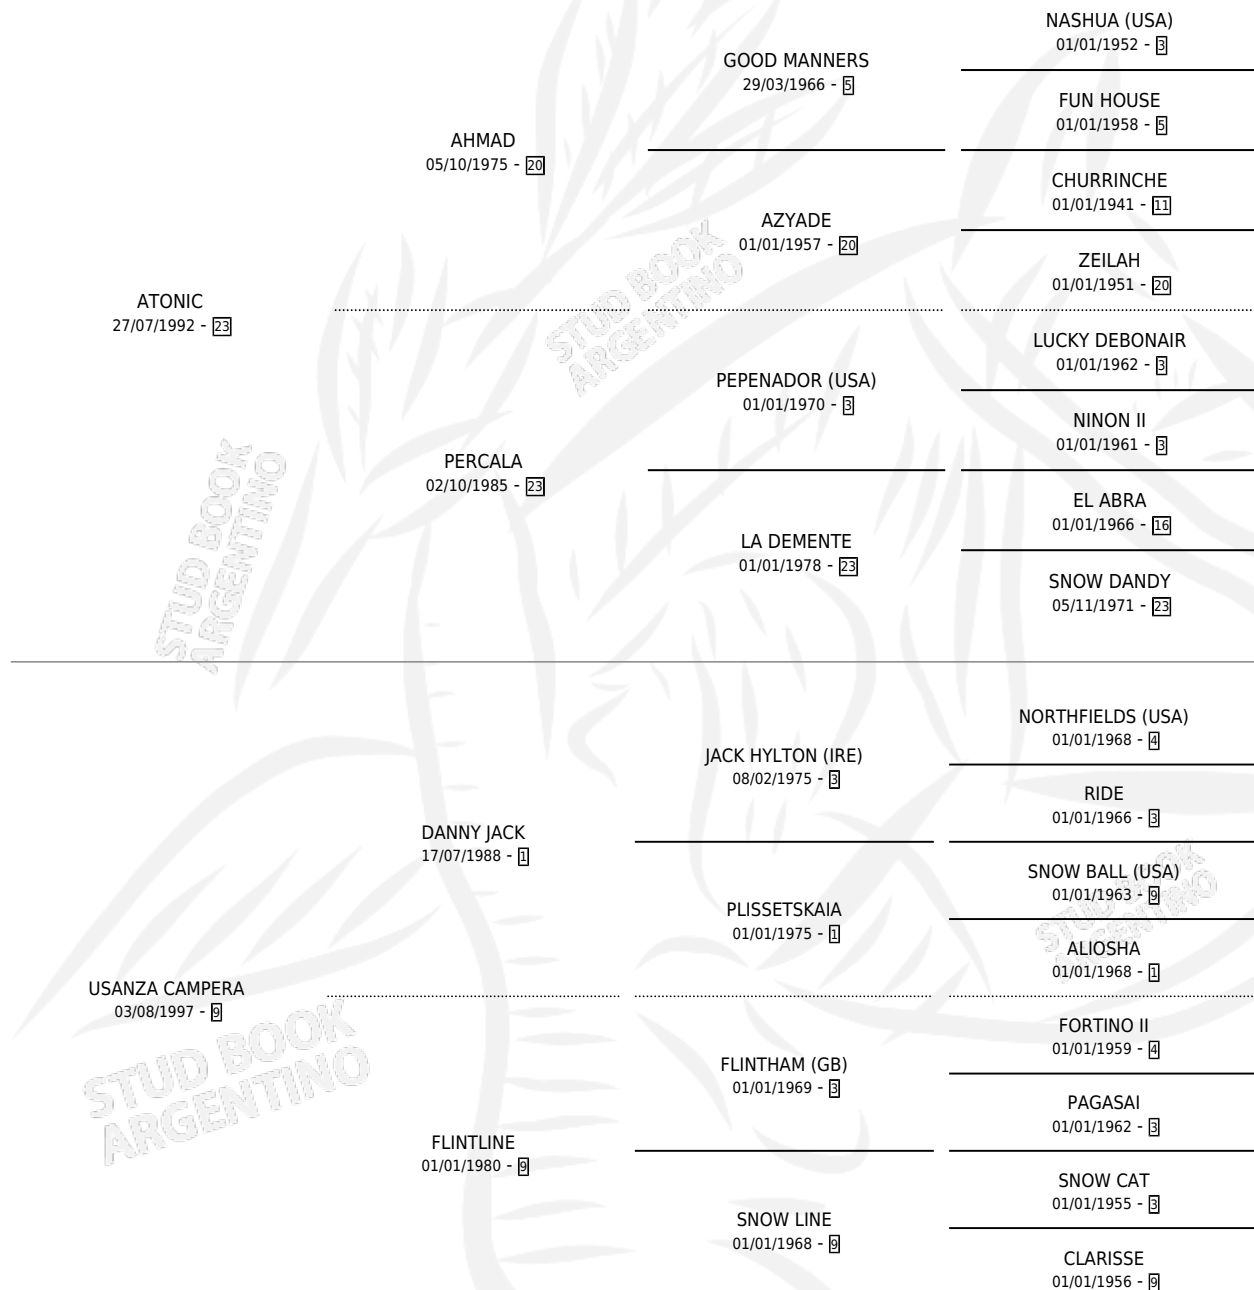 NASHUA (USA)
01/01/1952 - 3
GOOD MANNERS
29/03/1966 - 5
FUN HOUSE
01/01/1958 - 5
AHMAD
05/10/1975 - 20
CHURRINCHE
01/01/1941 - 11
AZYADE
01/01/1957 - 20
ZEILAH
01/01/1951 - 20
STUD BOOK
ARGENTINO
ATONIC
27/07/1992 - 23
LUCKY DEBONAIR
01/01/1962 - 3
PEPENADOR (USA)
01/01/1970 - 3
NINON II
01/01/1961 - 3
PERCALA
02/10/1985 - 23
EL ABRA
01/01/1966 - 16
LA DEMENTE
01/01/1978 - 23
SNOW DANDY
05/11/1971 - 23
STUD BOOK
ARGENTINO
NORTHFIELDS (USA)
01/01/1968 - 4
JACK HYLTON (IRE)
08/02/1975 - 3
RIDE
01/01/1966 - 3
DANNY JACK
17/07/1988 - 1
SNOW BALL (USA)
01/01/1963 - 9
PLISSETSKAIA
01/01/1975 - 1
STUD BOOK
ARGENTINO
ALIOSHA
01/01/1968 - 1
USANZA CAMPERA
03/08/1997 - 9
FORTINO II
01/01/1959 - 4
FLINTHAM (GB)
01/01/1969 - 3
STUD BOOK
ARGENTINO
PAGASAI
01/01/1962 - 3
FLINTLINE
01/01/1980 - 9
SNOW CAT
01/01/1955 - 3
SNOW LINE
01/01/1968 - 9
CLARISSE
01/01/1956 - 9